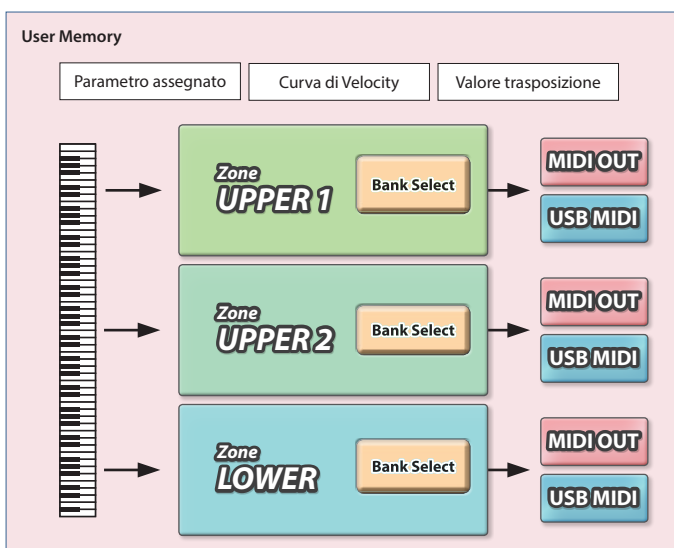 User Memory
Parametro assegnato
Curva di Velocity
Valore trasposizione
Zone
UPPER 1
Bank Select
MIDI OUT
USB MIDI
Zone
UPPER 2
Bank Select
MIDI OUT
USB MIDI
Zone
LOWER
Bank Select
MIDI OUT
USB MIDI